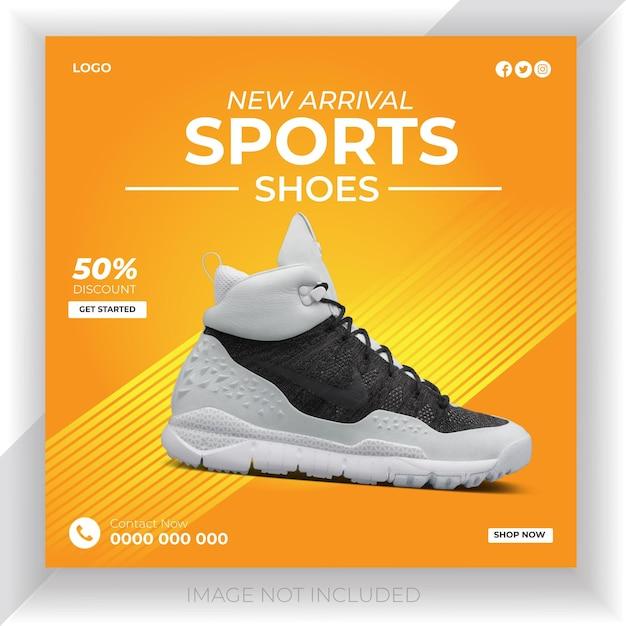 LOGO
NEW ARRIVAL
SPORTS
SHOES
50%
DISCOUNT
GET STARTED
Contact Now
0000 000 000
SHOP NOW
IMAGE NOT INCLUDED